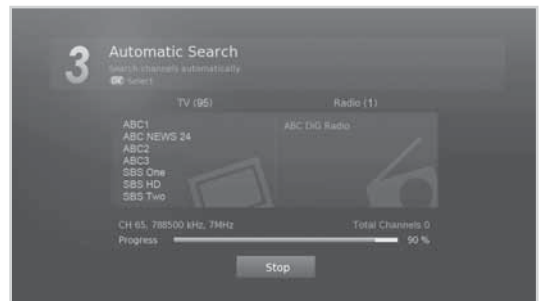 3
Automatic Search
Search channels automatically
OK Select
TV (95)
Radio (1)
ABC1
ABC NEWS 24
ABC2
ABC3
SBS One
SBS HD
SBS Two
ABC DiG Radio
CH 65, 788500 kHz, 7MHz
Total Channels 0
Progress
90 %
Stop